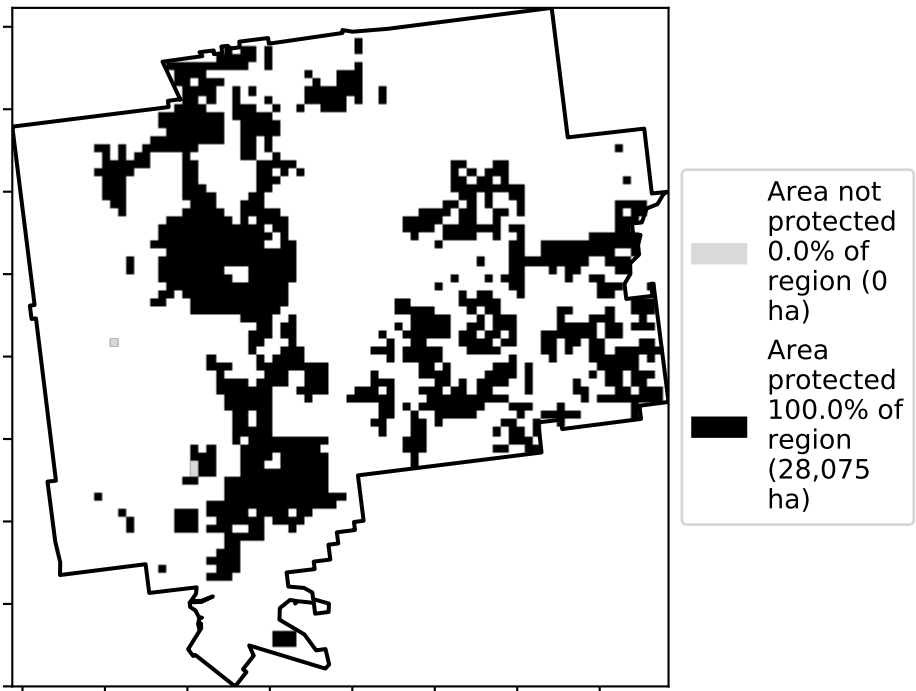 Area not
protected
0.0% of
region (0
ha)
Area
protected
100.0% of
region
(28,075
ha)